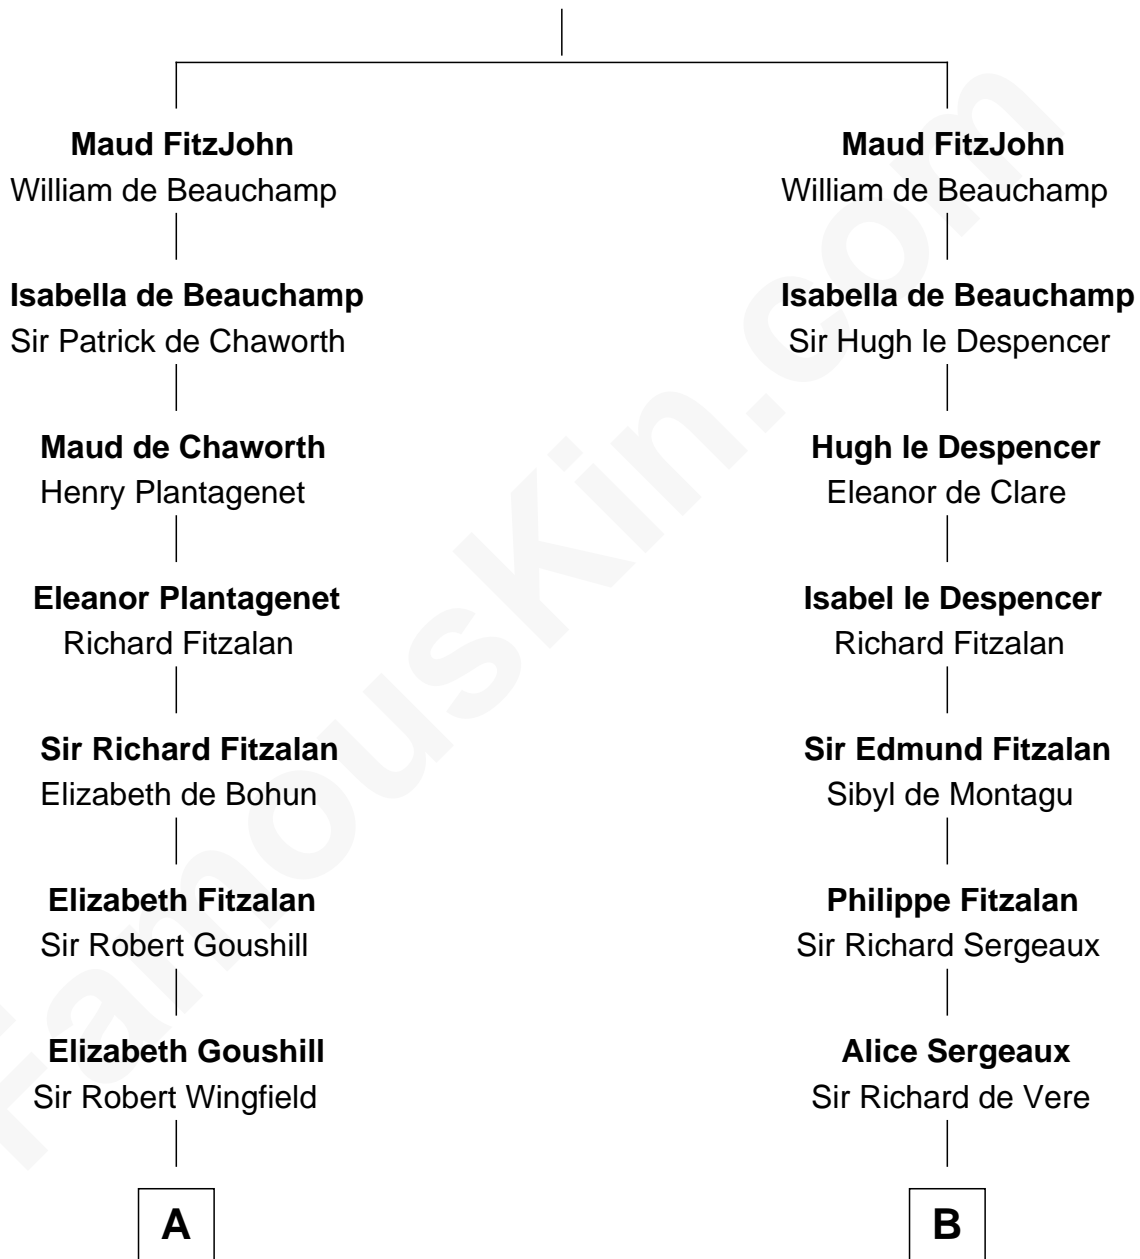 Maud FitzJohn
William de Beauchamp
Isabella de Beauchamp
Sir Patrick de Chaworth
Maud de Chaworth
Henry Plantagenet
Eleanor Plantagenet
Richard Fitzalan
Sir Richard Fitzalan
Elizabeth de Bohun
Elizabeth Fitzalan
Sir Robert Goushill
Elizabeth Goushill
Sir Robert Wingfield
A
Maud FitzJohn
William de Beauchamp
Isabella de Beauchamp
Sir Hugh le Despencer
Hugh le Despencer
Eleanor de Clare
Isabel le Despencer
Richard Fitzalan
Sir Edmund Fitzalan
Sibyl de Montagu
Philippe Fitzalan
Sir Richard Sergeaux
Alice Sergeaux
Sir Richard de Vere
B
FamousKin.com